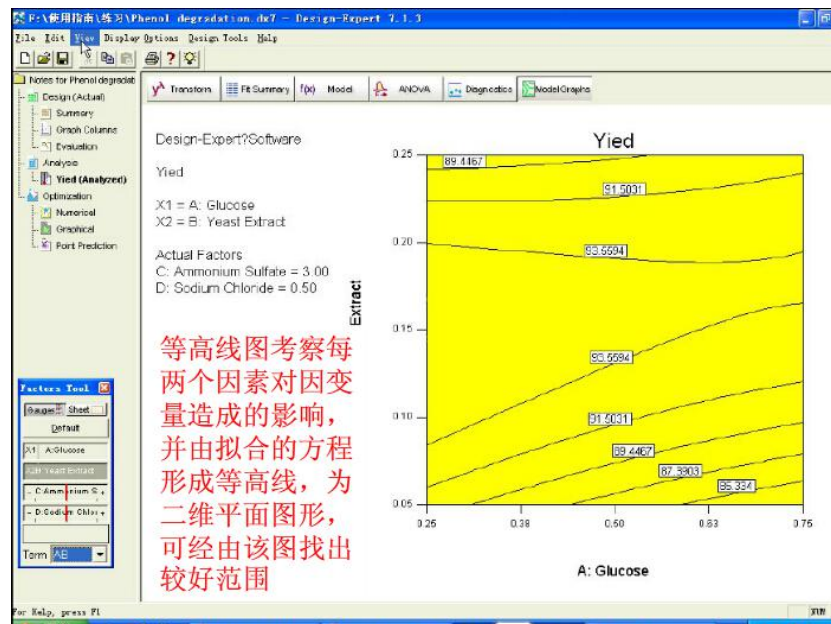 F:\使用指南\练习\Phenol degradation.dx7 - Design-Expert 7.1.3
File Edit View Display Options Design Tools Help
Notes for Phenol degradat
Design (Actual)
Summary
Graph Columns
Evaluation
Analysis
Yied (Analyzed)
Optimization
Numerical
Graphical
Point Prediction
Transform Fit Summary f(x) Model ANOVA Diagnostics Model Graphs
Design-Expert?Software
Yied
X1 = A: Glucose
X2 = B: Yeast Extract
Actual Factors
C: Ammonium Sulfate = 3.00
D: Sodium Chloride = 0.50
等高线图考察每
两个因素对因变
量造成的影响，
并由拟合的方程
形成等高线，为
二维平面图形，
可经由该图找出
较好范围
Yied
0.25
0.20
0.15
0.10
0.05
Extract
89.4467
91.5031
93.5594
93.5594
91.5031
89.4467
87.3903
85.334
0.25 0.38 0.50 0.63 0.75
A: Glucose
Factors Tool
Gauges Sheet
Default
X1 A:Glucose
X2 B:Yeast Extract
C:Ammonium S
D:Sodium Chlor
Term AB
For Help, press F1
NUM